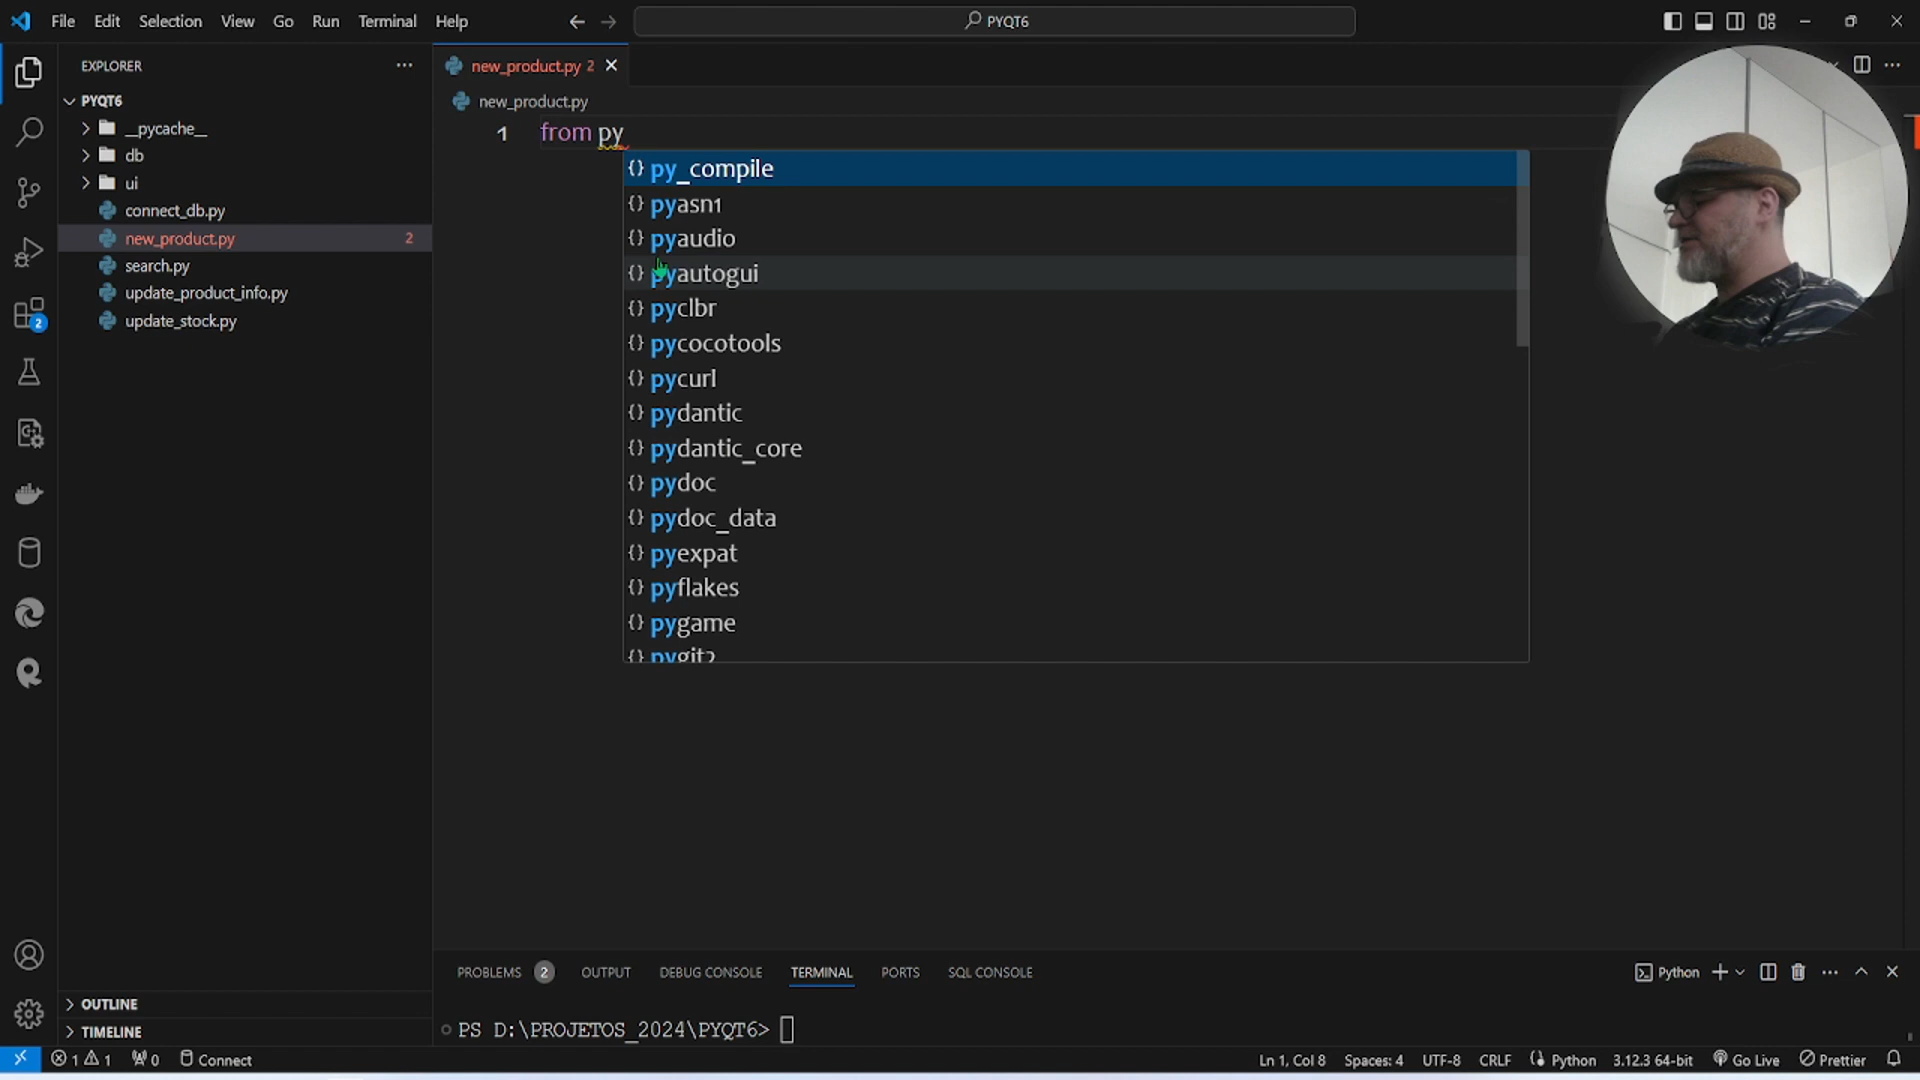 File Edit Selection View Go Run Terminal Help
PYQT6
EXPLORER
PYQT6
__pycache__
db
ui
connect_db.py
new_product.py 2
search.py
update_product_info.py
update_stock.py
OUTLINE
TIMELINE
2
new_product.py 2
new_product.py
1 from py
py_compile
pyasn1
pyaudio
pyautogui
pyclbr
pycocotools
pycurl
pydantic
pydantic_core
pydoc
pydoc_data
pyexpat
pyflakes
pygame
pygit2
PROBLEMS 2 OUTPUT DEBUG CONSOLE TERMINAL PORTS SQL CONSOLE
Python
PS D:\PROJETOS_2024\PYQT6>
1 1 0 Connect
Ln 1, Col 8 Spaces: 4 UTF-8 CRLF Python 3.12.3 64-bit Go Live Prettier